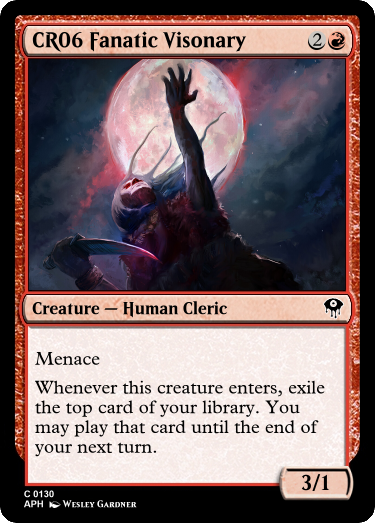 CR06 Fanatic Visonary 2
Creature — Human Cleric
Menace
Whenever this creature enters, exile
the top card of your library. You
may play that card until the end of
your next turn.
3/1
C 0130
APH Wesley Gardner